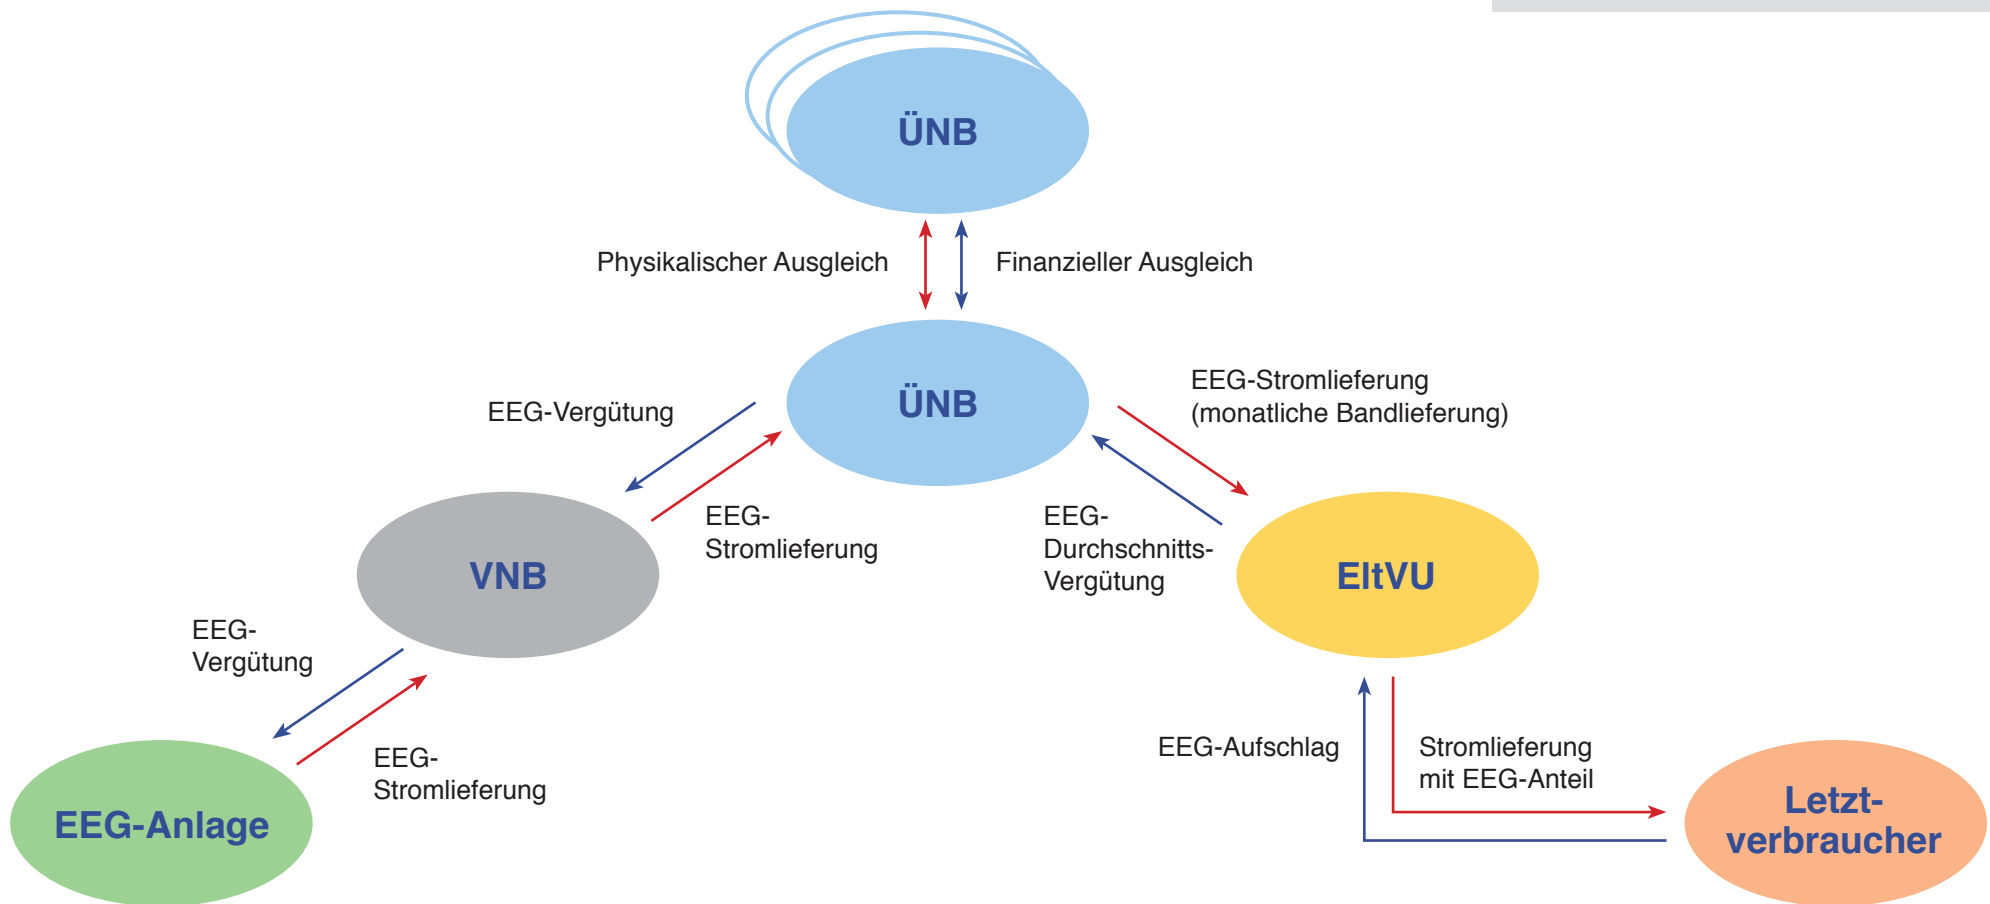 ÜNB
Physikalischer Ausgleich
Finanzieller Ausgleich
ÜNB
EEG-Vergütung
EEG-
Stromlieferung
EEG-Stromlieferung
(monatliche Bandlieferung)
EEG-
Durchschnitts-
Vergütung
VNB
EltVU
EEG-
Vergütung
EEG-
Stromlieferung
EEG-Aufschlag
Stromlieferung
mit EEG-Anteil
EEG-Anlage
Letzt-
verbraucher